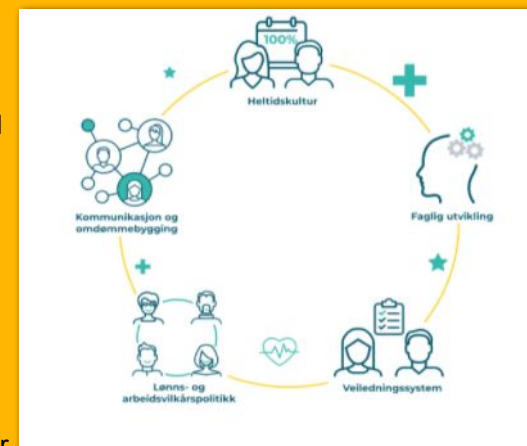 100%
Heltidskultur
Kommunikasjon og
omdømmebygging
Faglig utvikling
Lønns- og
arbeidsvilkårspolitikk
Veiledningssystem